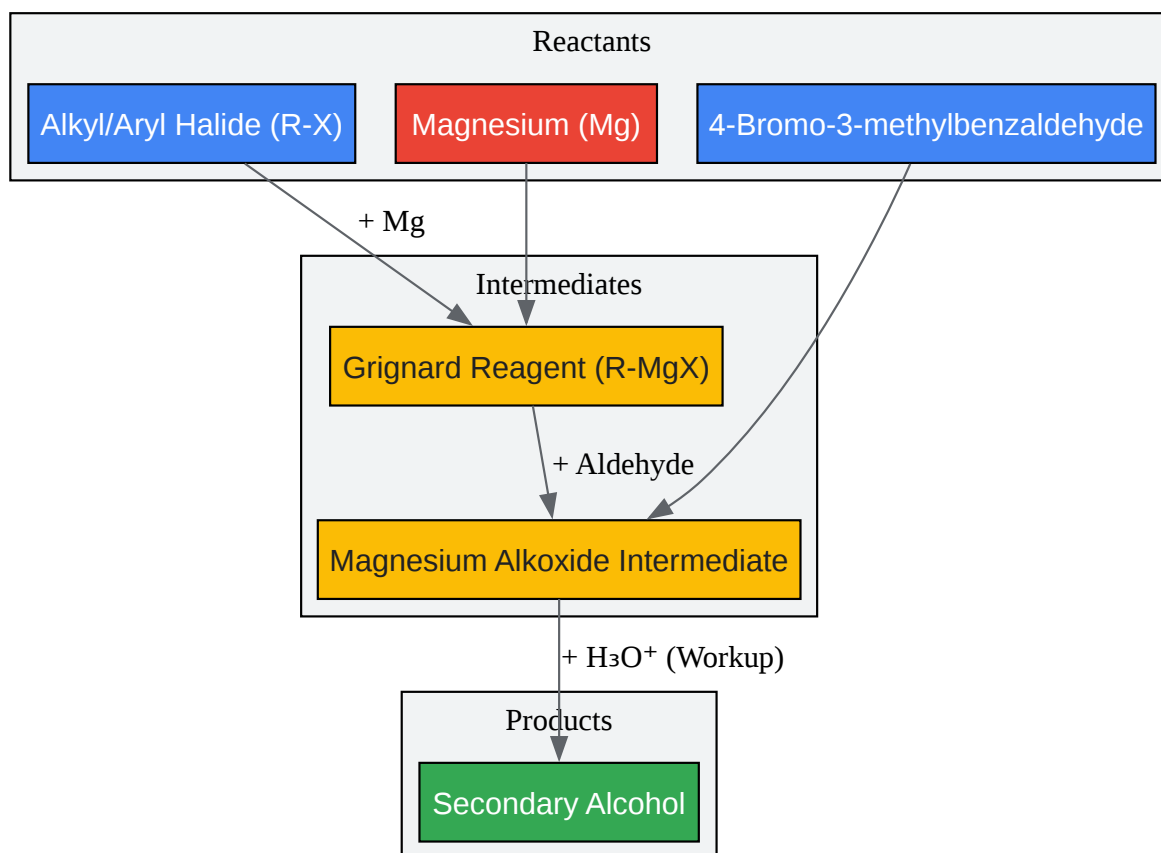 Reactants
Alkyl/Aryl Halide (R-X)
Magnesium (Mg)
4-Bromo-3-methylbenzaldehyde
+ Mg
Intermediates
Grignard Reagent (R-MgX)
+ Aldehyde
Magnesium Alkoxide Intermediate
+ H₃O⁺ (Workup)
Products
Secondary Alcohol